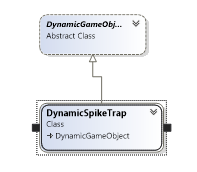 DynamicGameObj...
Abstract Class
DynamicSpikeTrap
Class
DynamicGameObject